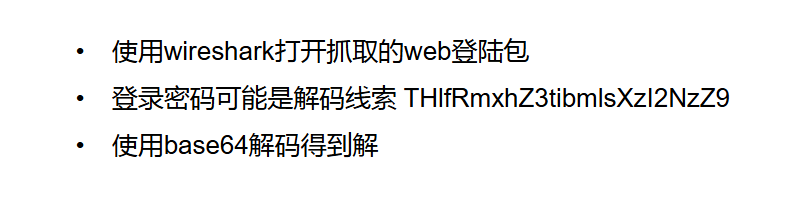 • 使用wireshark打开抓取的web登陆包
• 登录密码可能是解码线索 THlfRmxhZ3tibmlsXzI2NzZ9
• 使用base64解码得到解